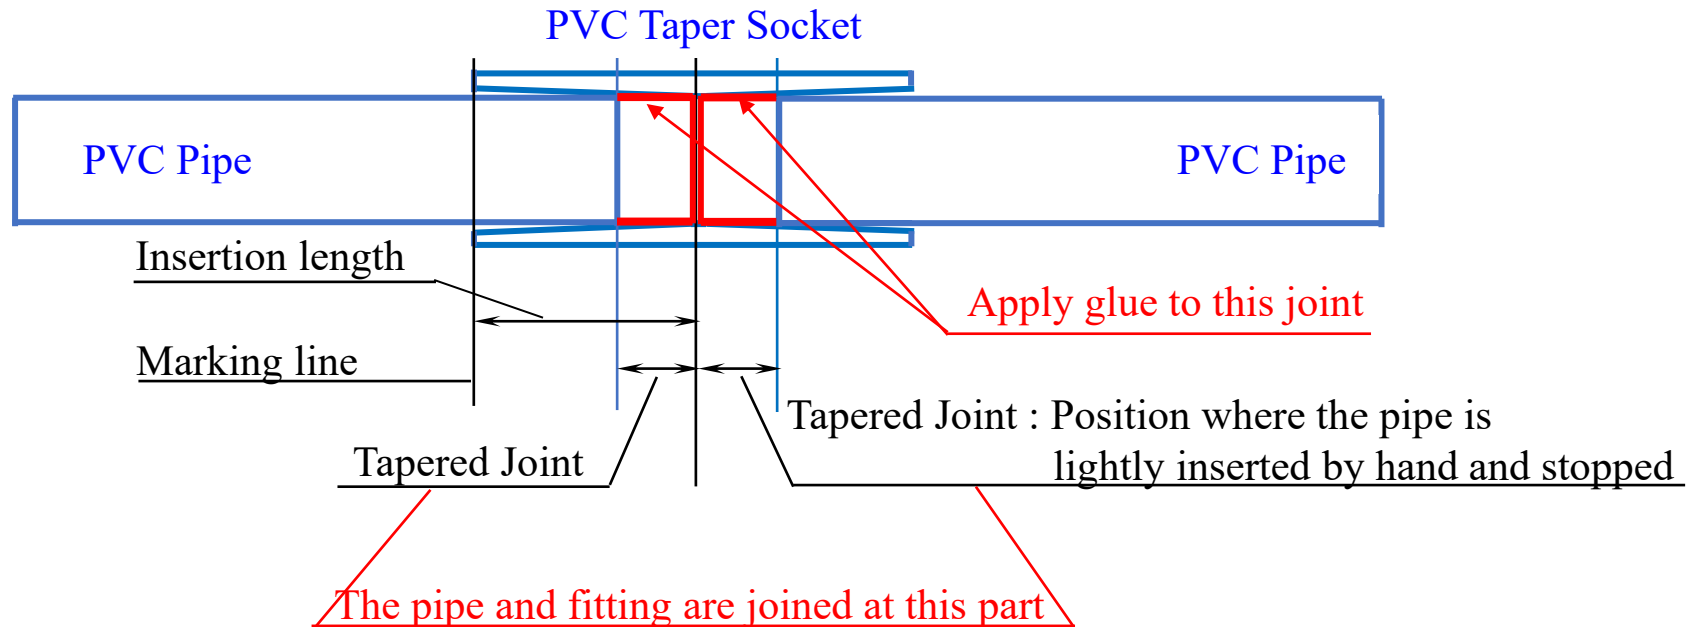 PVC Taper Socket
PVC Pipe
PVC Pipe
Insertion length
Apply glue to this joint
Marking line
Tapered Joint : Position where the pipe is
lightly inserted by hand and stopped
Tapered Joint
The pipe and fitting are joined at this part